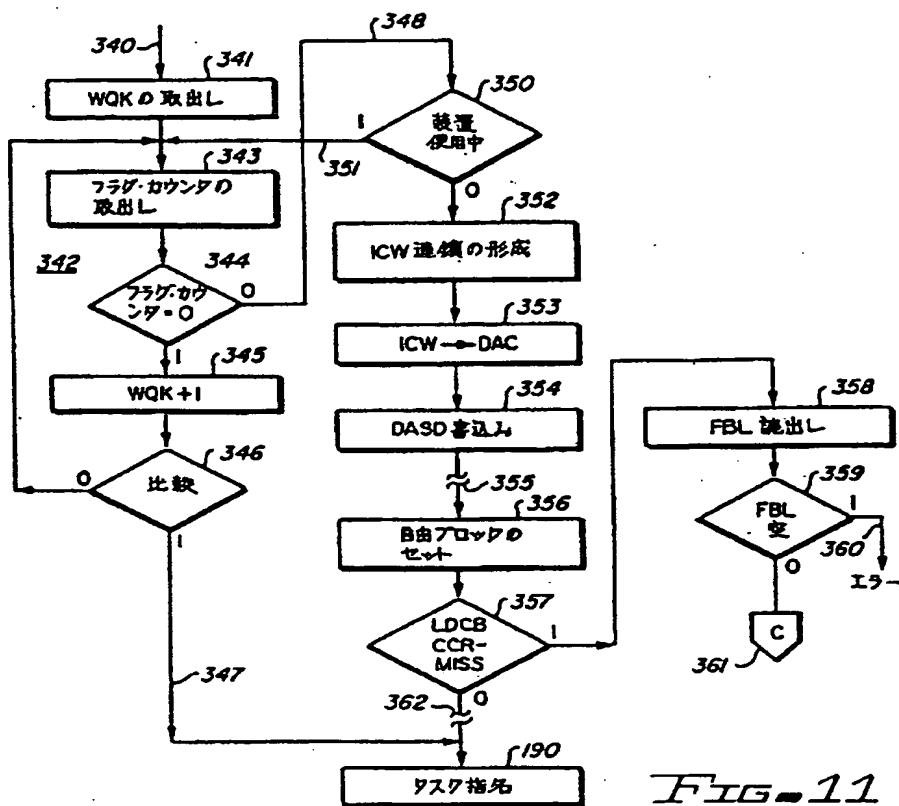 340
341
WQKの取出し
343
フラグ・カウンタの
取出し
342
344
フラグ・カウ
ンタ=0
0
1
345
WQK+1
346
比較
0
1
347
348
350
装置
使用中
1
351
0
352
ICW連鎖の形成
353
ICW→DAC
354
DASD書込み
355
356
自由ブロックの
セット
357
LDCB
CCR-
MISS
1
0
362
190
タスク指名
358
FBL読出し
359
FBL
空
1
360
エラー
0
C
361
FIG-11